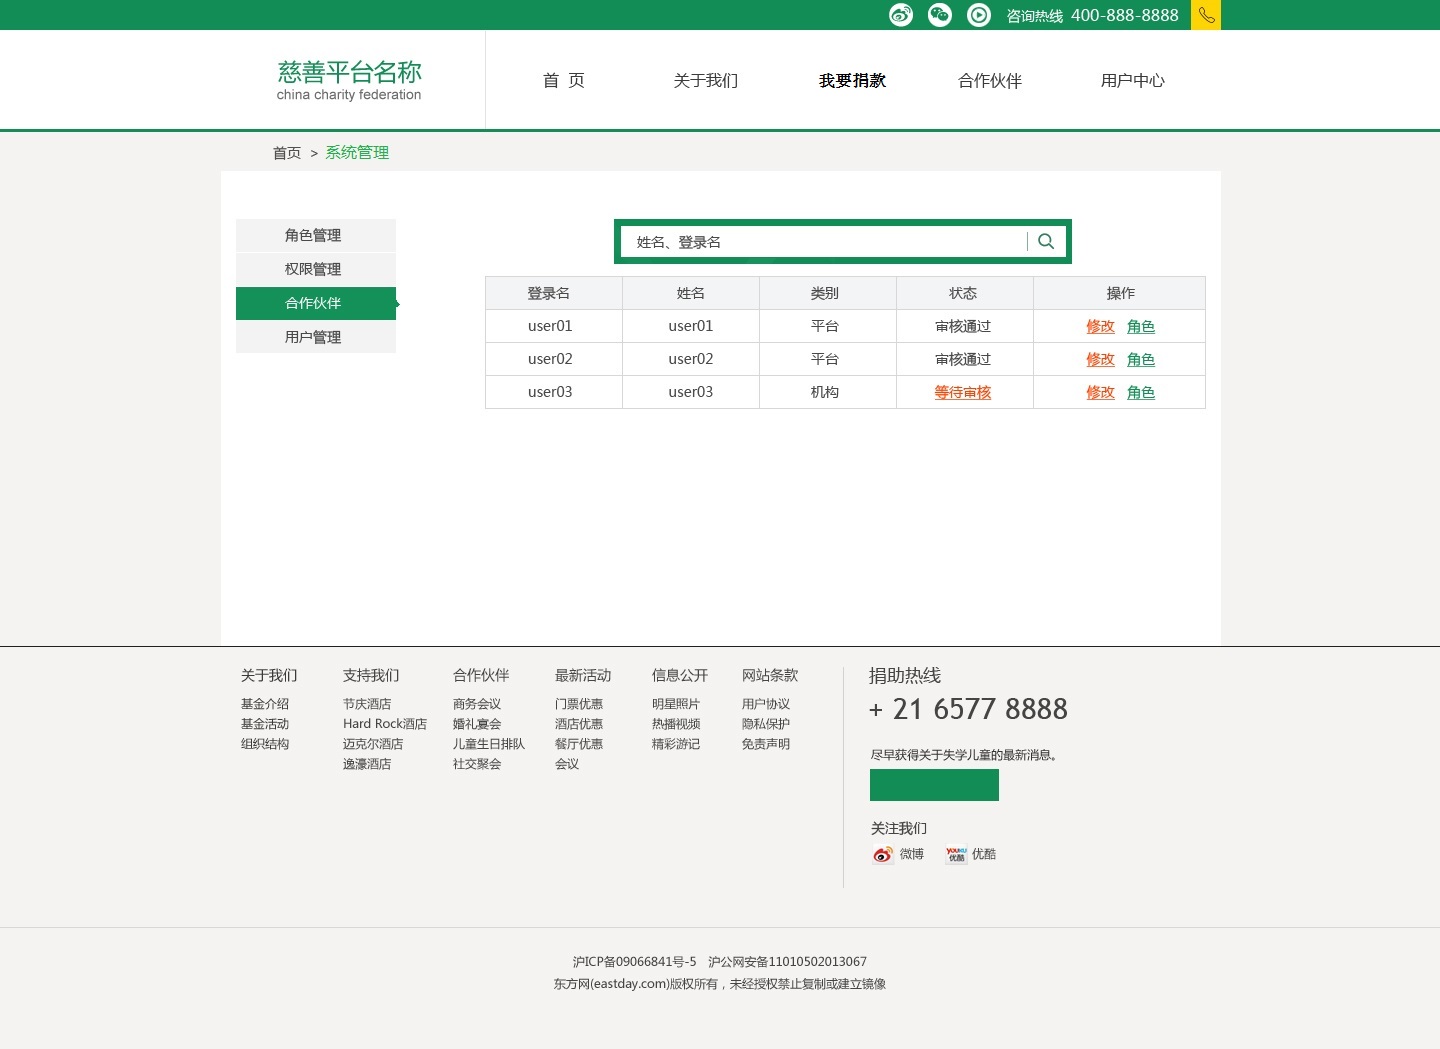 咨询热线 400-888-8888
慈善平台名称
china charity federation
首 页 关于我们 我要捐款 合作伙伴 用户中心
首页 > 系统管理
角色管理
权限管理
合作伙伴
用户管理
姓名、登录名
登录名 姓名 类别 状态 操作
user01 user01 平台 审核通过 修改 角色
user02 user02 平台 审核通过 修改 角色
user03 user03 机构 等待审核 修改 角色
关于我们
基金介绍
基金活动
组织结构
支持我们
节庆酒店
Hard Rock酒店
迈克尔酒店
逸濠酒店
合作伙伴
商务会议
婚礼宴会
儿童生日排队
社交聚会
最新活动
门票优惠
酒店优惠
餐厅优惠
会议
信息公开
明星照片
热播视频
精彩游记
网站条款
用户协议
隐私保护
免责声明
捐助热线
+ 21 6577 8888
尽早获得关于失学儿童的最新消息。
关注我们
微博 YOUKU 优酷 优酷
沪ICP备09066841号-5 沪公网安备11010502013067
东方网(eastday.com)版权所有，未经授权禁止复制或建立镜像